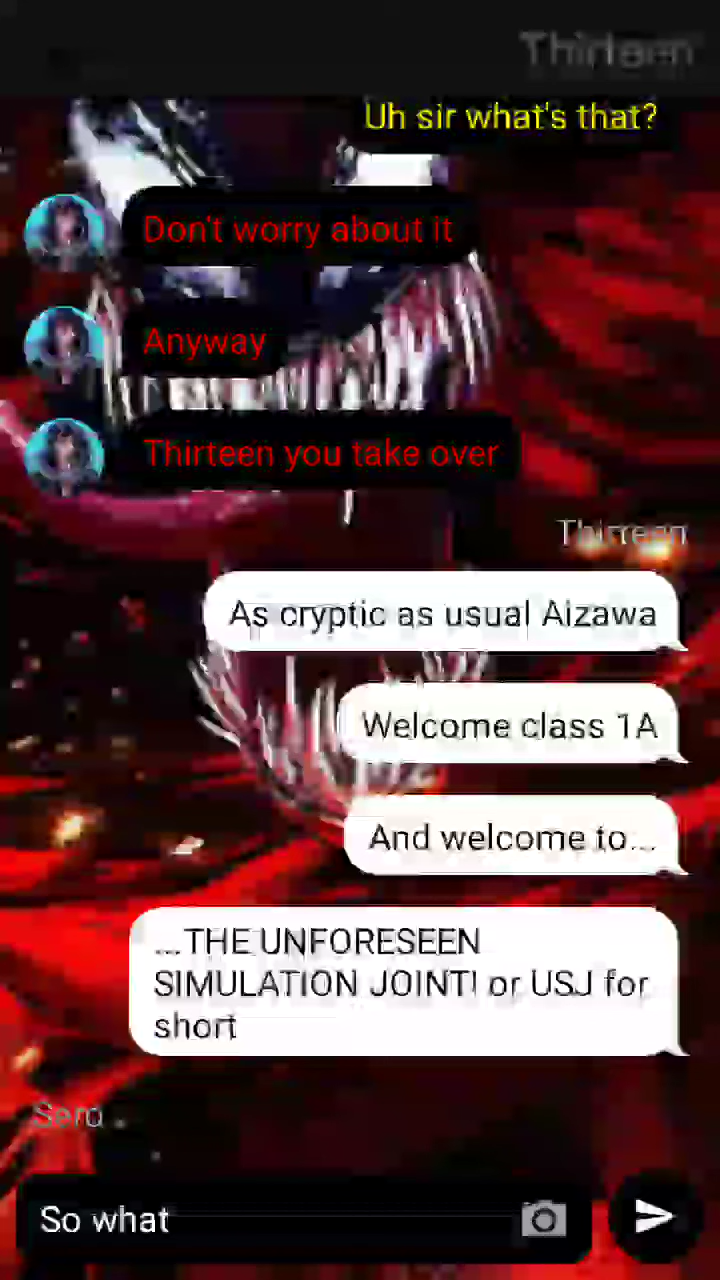 Thirteen
Uh sir what's that?
Don't worry about it
Anyway
Thirteen you take over
Thirteen
As cryptic as usual Aizawa
Welcome class 1A
And welcome to...
...THE UNFORESEEN
SIMULATION JOINT! or USJ for
short
Sero
So what